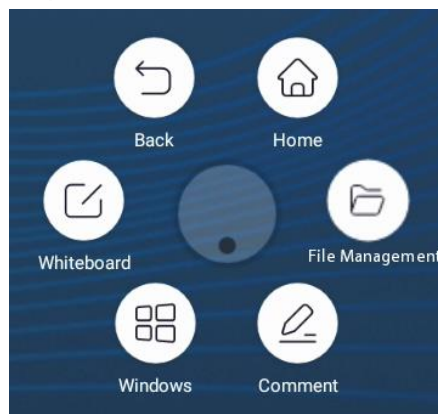 Back
Home
Whiteboard
File Management
Windows
Comment